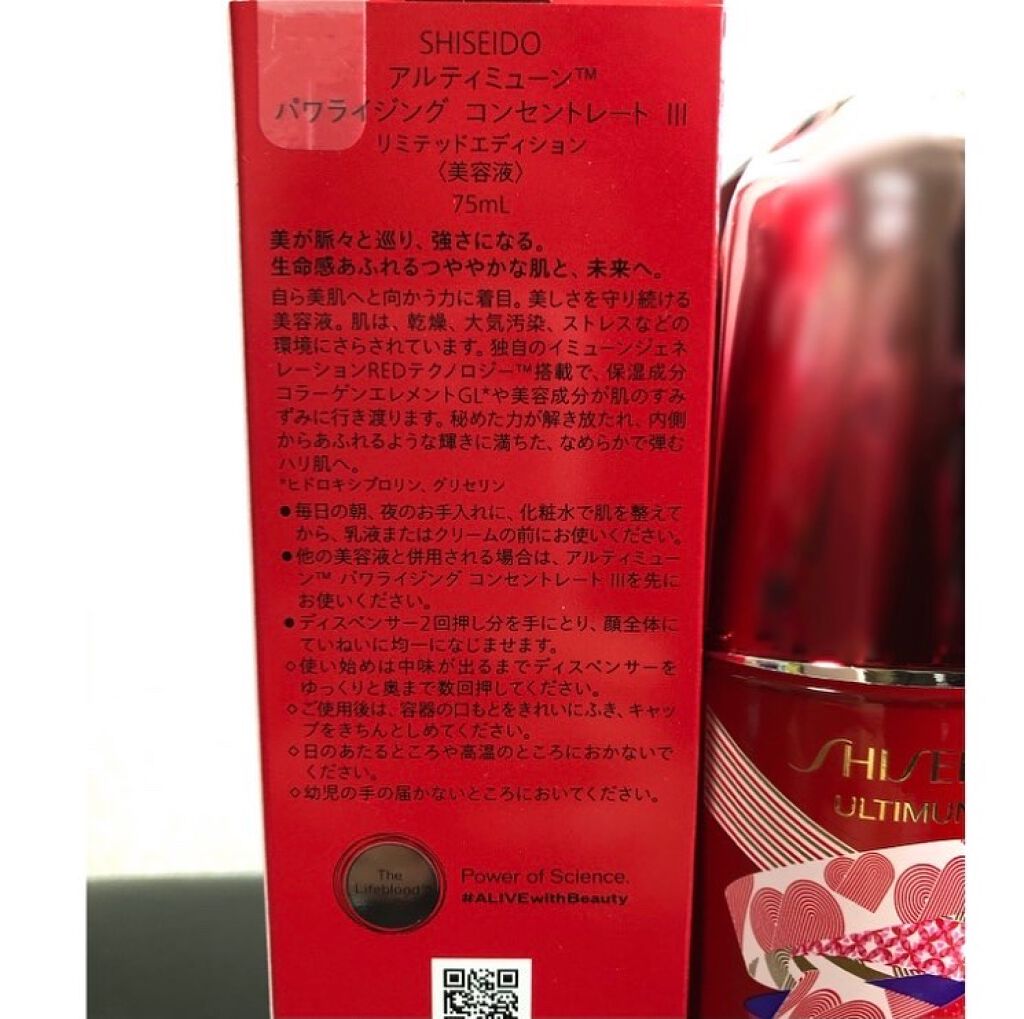 SHISEIDO
アルティミューン™
パワライジング コンセントレート III
リミテッドエディション
〈美容液〉
75mL
美が脈々と巡り、強さになる。
生命感あふれるつややかな肌と、未来へ。
自ら美肌へと向かう力に着目。美しさを守り続ける
美容液。肌は、乾燥、大気汚染、ストレスなどの
環境にさらされています。独自のイミューンジェネ
レーションREDテクノロジー™搭載で、保湿成分
コラーゲンエレメントGL*や美容成分が肌のすみ
ずみに行き渡ります。秘めた力が解き放たれ、内側
からあふれるような輝きに満ちた、なめらかで弾む
ハリ肌へ。
*ヒドロキシプロリン、グリセリン
●毎日の朝、夜のお手入れに、化粧水で肌を整えて
から、乳液またはクリームの前にお使いください。
●他の美容液と併用される場合は、アルティミュー
ン™ パワライジング コンセントレート IIIを先に
お使いください。
●ディスペンサー2回押し分を手にとり、顔全体に
ていねいに均一になじませます。
◇使い始めは中味が出るまでディスペンサーを
ゆっくりと奥まで数回押してください。
◇ご使用後は、容器の口もとをきれいにふき、キャッ
プをきちんとしめてください。
◇日のあたるところや高温のところにおかないで
ください。
◇幼児の手の届かないところにおいてください。
The
Lifeblood™
Power of Science.
#ALIVEwithBeauty
SHISEI
ULTIMUN